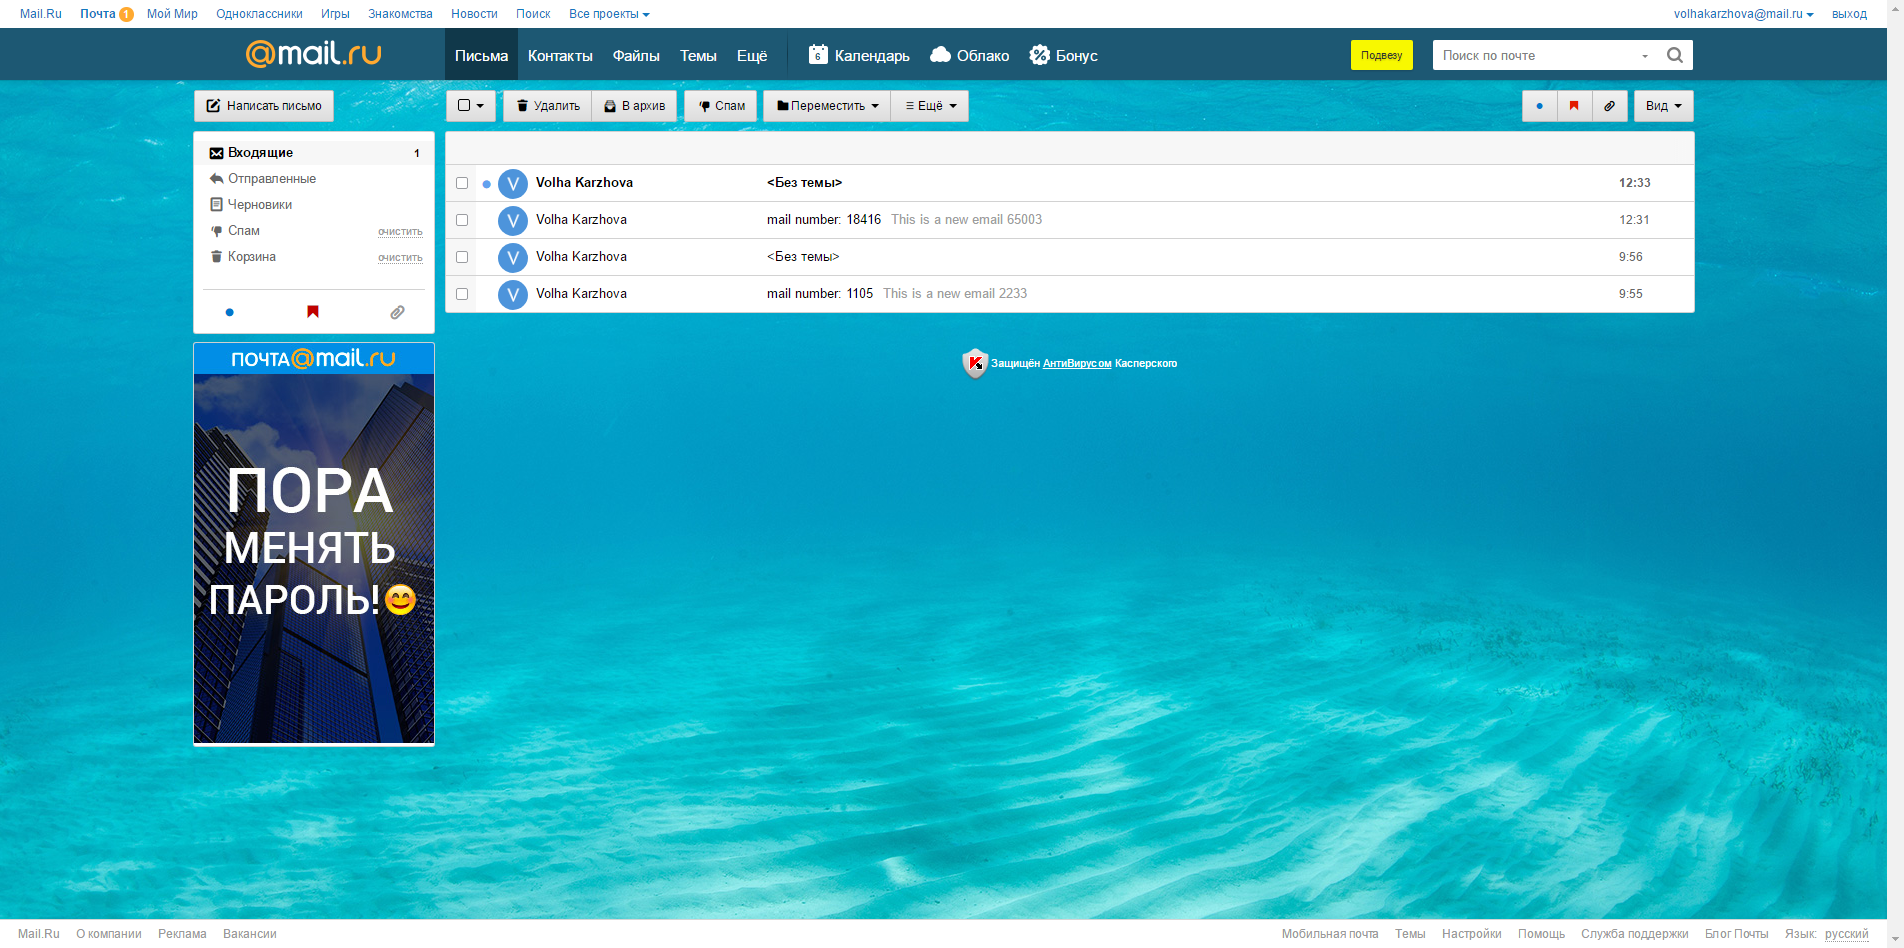 Mail.Ru Почта 1 Мой Мир Одноклассники Игры Знакомства Новости Поиск Все проекты volhakarzhova@mail.ru выход
@mail.ru Письма Контакты Файлы Темы Ещё 6 Календарь Облако Бонус Подвезу Поиск по почте
Написать письмо Удалить В архив Спам Переместить Ещё Вид
Входящие 1
Отправленные
Черновики
Спам очистить
Корзина очистить
V Volha Karzhova <Без темы> 12:33
V Volha Karzhova mail number: 18416 This is a new email 65003 12:31
V Volha Karzhova <Без темы> 9:56
V Volha Karzhova mail number: 1105 This is a new email 2233 9:55
Защищён АнтиВирусом Касперского
ПОЧТА@mail.ru
ПОРА
МЕНЯТЬ
ПАРОЛЬ!
Mail.Ru О компании Реклама Вакансии Мобильная почта Темы Настройки Помощь Служба поддержки Блог Почты Язык: русский